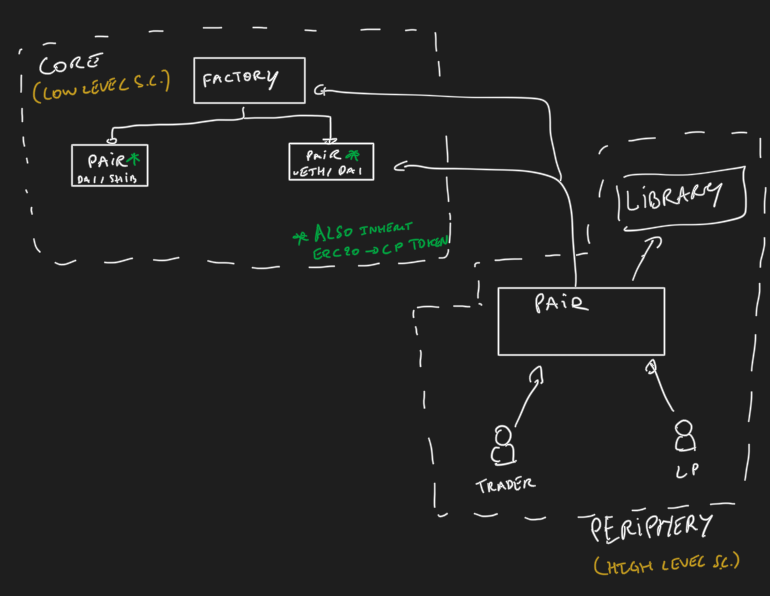 CORE
(LOW LEVEL S.C.)
FACTORY
PAIR *
DAI/SHIB
PAIR *
WETH/DAI
* ALSO INHERIT
ERC20 → LP TOKEN
LIBRARY
PAIR
TRADER
LP
PERIPHERY
(HIGH LEVEL S.C.)